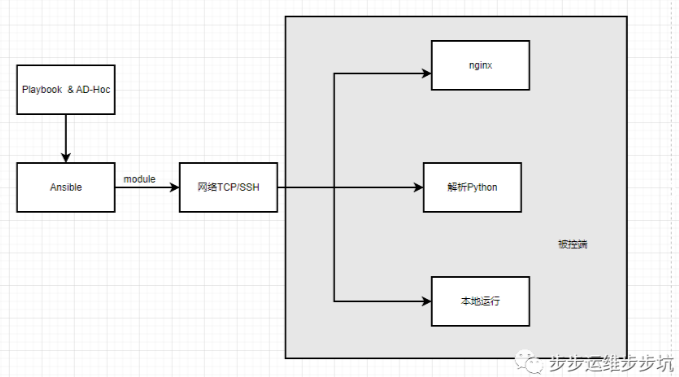 nginx
Playbook & AD-Hoc
Ansible
module
网络TCP/SSH
解析Python
被控端
本地运行
步步运维步步坑